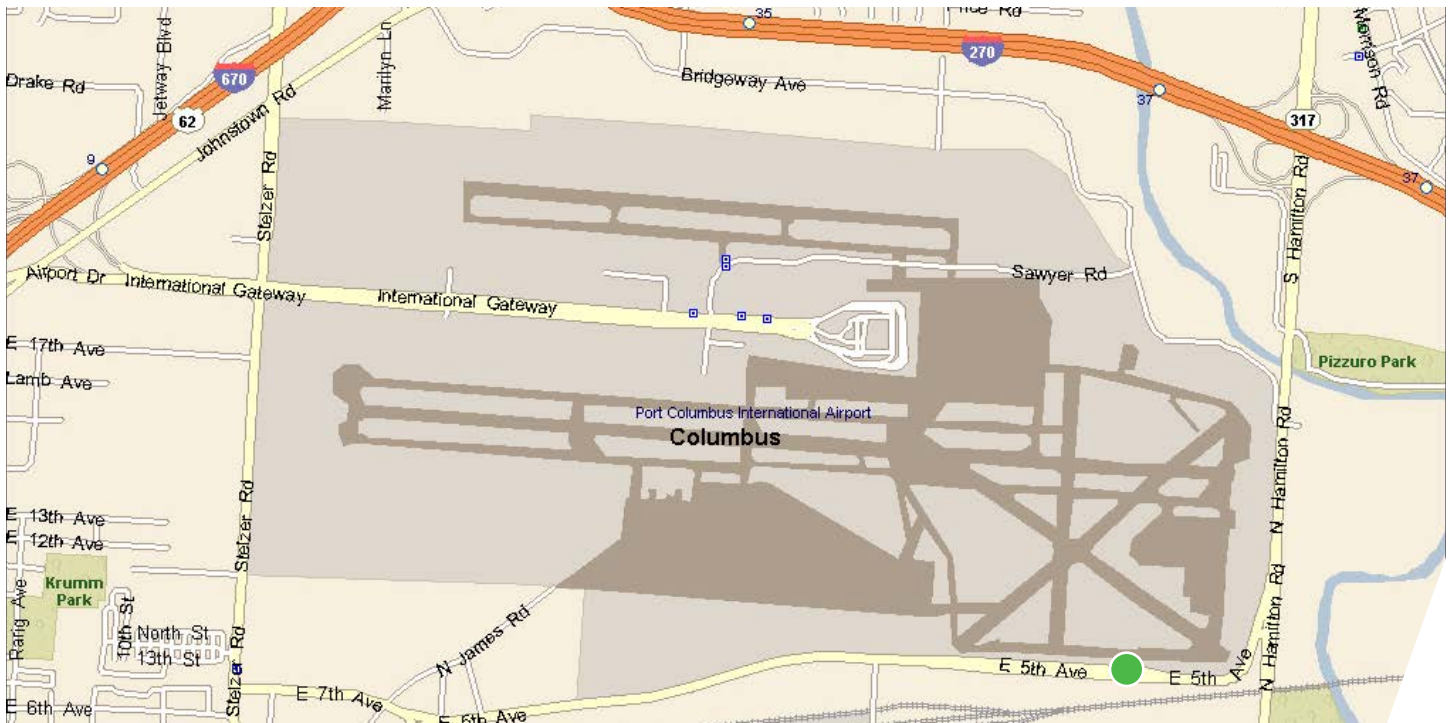 35
Price Rd
Morrison Rd
270
Jetway Blvd
Marilyn Ln
670
Drake Rd
Bridgeway Ave
37
62
Johnstown Rd
317
9
37
Stelzer Rd
S Hamilton Rd
Airport Dr
International Gateway
International Gateway
Sawyer Rd
E 17th Ave
Pizzuro Park
Lamb Ave
Port Columbus International Airport
Columbus
N Hamilton Rd
E 13th Ave
Stelzer Rd
E 12th Ave
Krumm
Park
Rarig Ave
10th St
North St
13th St
N James Rd
N Hamilton Rd
Stelzer Rd
E 5th Ave
E 5th Ave
E 7th Ave
E 6th Ave
E 5th Ave